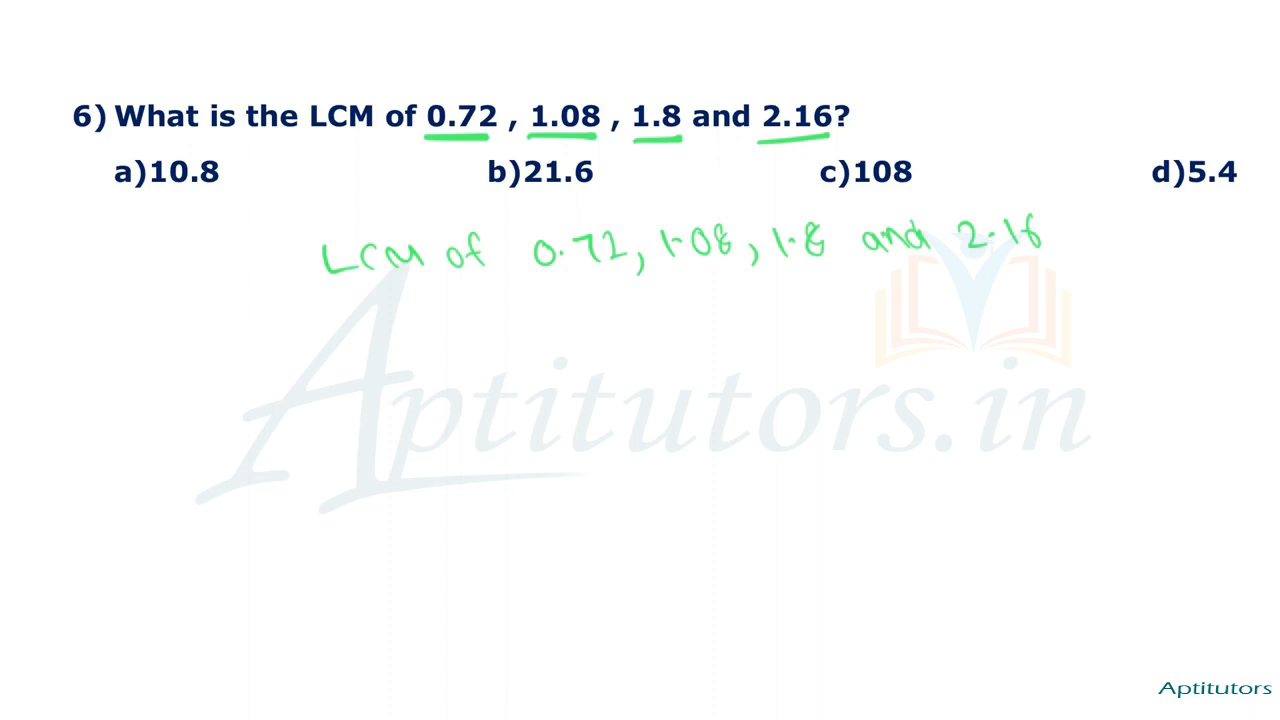 6) What is the LCM of 0.72 , 1.08 , 1.8 and 2.16?
a)10.8 b)21.6 c)108 d)5.4
LCM of 0.72, 1.08, 1.8 and 2.16
Aptitutors.in
Aptitutors